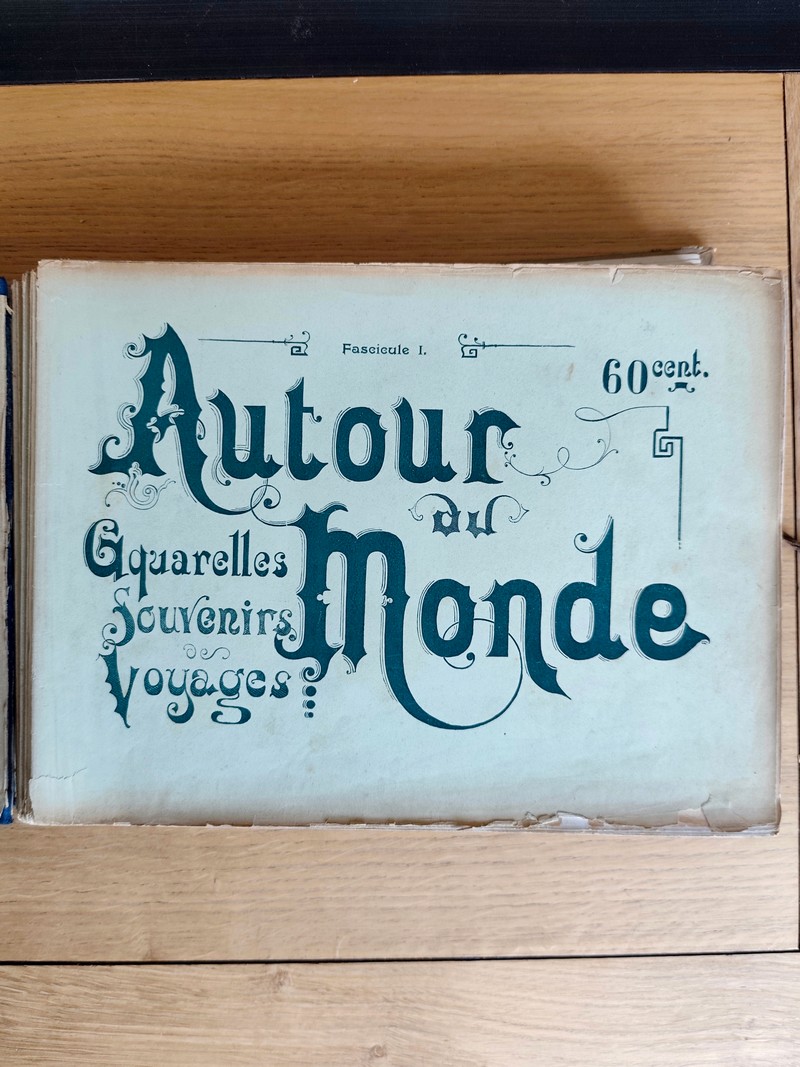 Fascicule I.
60 cent.
Autour
du
Monde
Aquarelles
Souvenirs
de
Voyages